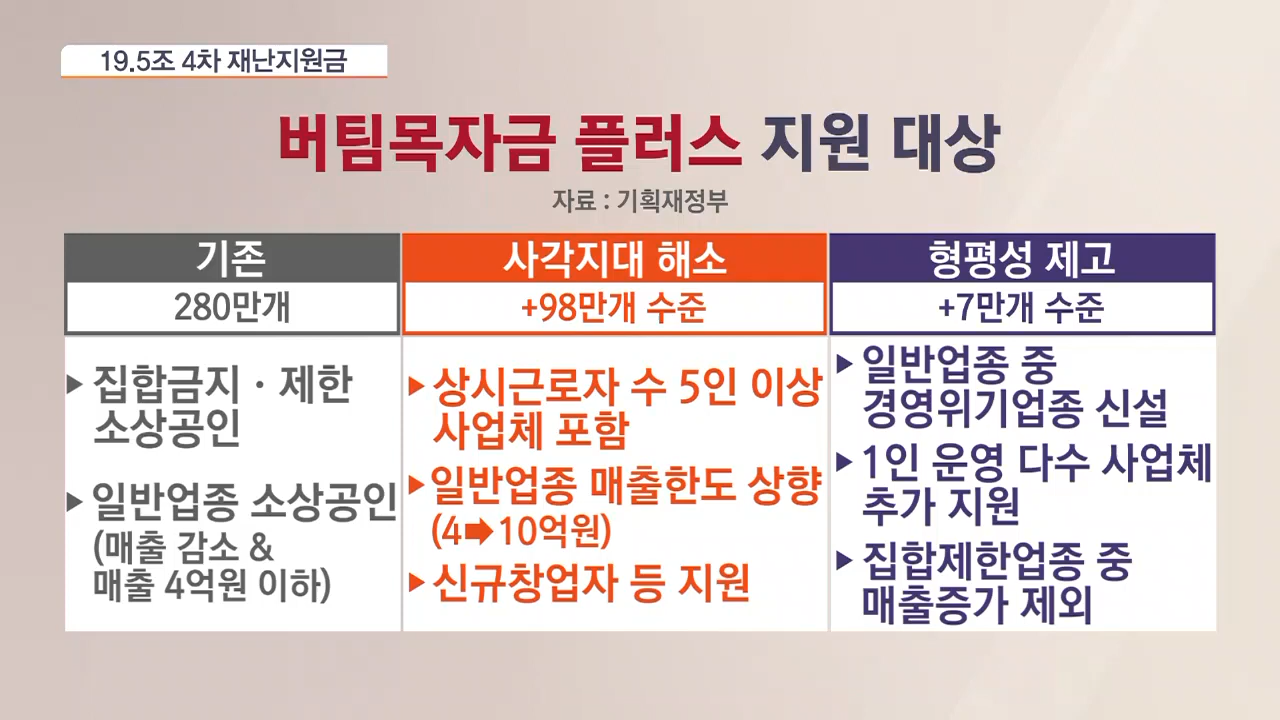 19.5조 4차 재난지원금
버팀목자금 플러스 지원 대상
자료 : 기획재정부
기존
280만개
▶ 집합금지 · 제한
소상공인
▶ 일반업종 소상공인
(매출 감소 &
매출 4억원 이하)
사각지대 해소
+98만개 수준
▶ 상시근로자 수 5인 이상
사업체 포함
▶ 일반업종 매출한도 상향
(4➡10억원)
▶ 신규창업자 등 지원
형평성 제고
+7만개 수준
▶ 일반업종 중
경영위기업종 신설
▶ 1인 운영 다수 사업체
추가 지원
▶ 집합제한업종 중
매출증가 제외